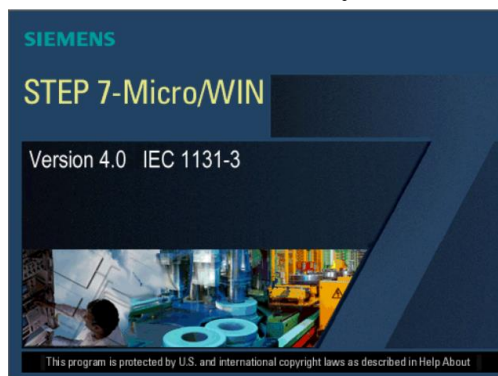 SIEMENS
STEP 7-Micro/WIN
Version 4.0 IEC 1131-3
This program is protected by U.S. and international copyright laws as described in Help About